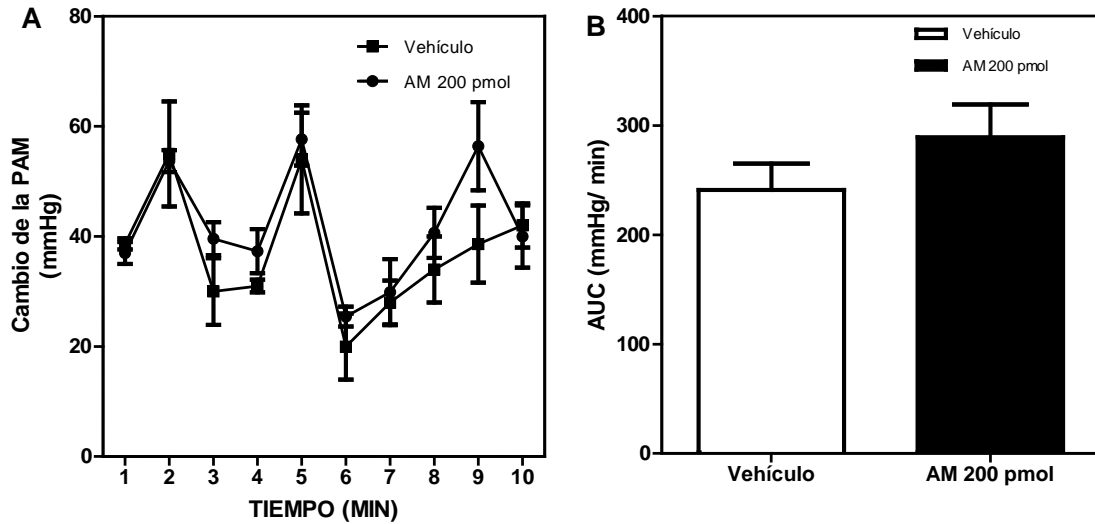 A
Vehículo
AM 200 pmol
80
60
40
20
0
Cambio de la PAM
(mmHg)
1 2 3 4 5 6 7 8 9 10
TIEMPO (MIN)
B
Vehículo
AM 200 pmol
400
300
200
100
0
AUC (mmHg/ min)
Vehículo AM 200 pmol